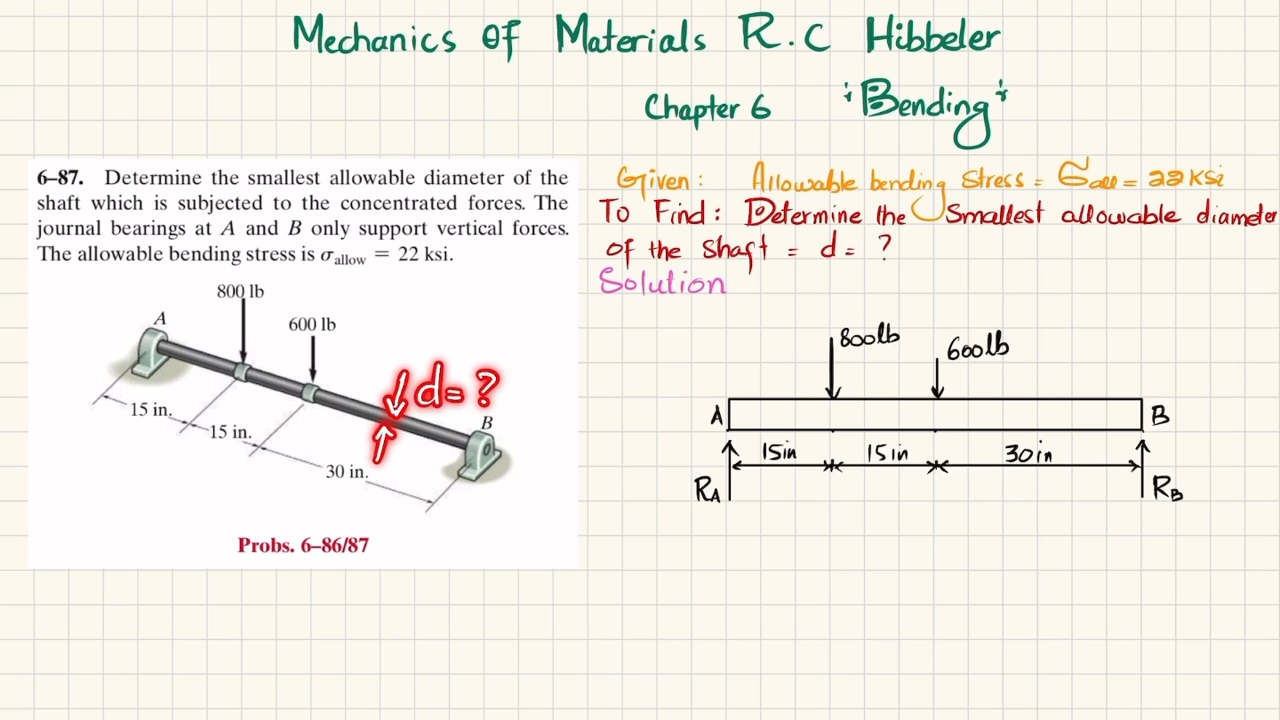 Mechanics Of Materials R.C Hibbeler
Chapter 6 "Bending"
6–87. Determine the smallest allowable diameter of the
shaft which is subjected to the concentrated forces. The
journal bearings at A and B only support vertical forces.
The allowable bending stress is σallow = 22 ksi.
800 lb
A
600 lb
d= ?
B
15 in.
15 in.
30 in.
Probs. 6–86/87
Given: Allowable bending Stress = σall = 22 ksi
To Find: Determine the Smallest allowable diameter
of the shaft = d= ?
Solution
800lb
600lb
A
B
15in
15in
30in
RA
RB